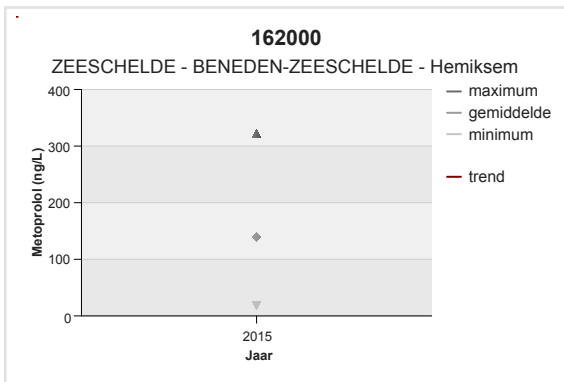 162000
ZEESCHELDE - BENEDEN-ZEESCHELDE - Hemiksem
maximum
gemiddelde
minimum
trend
Metoprolol (ng/L)
400
300
200
100
0
2015
Jaar